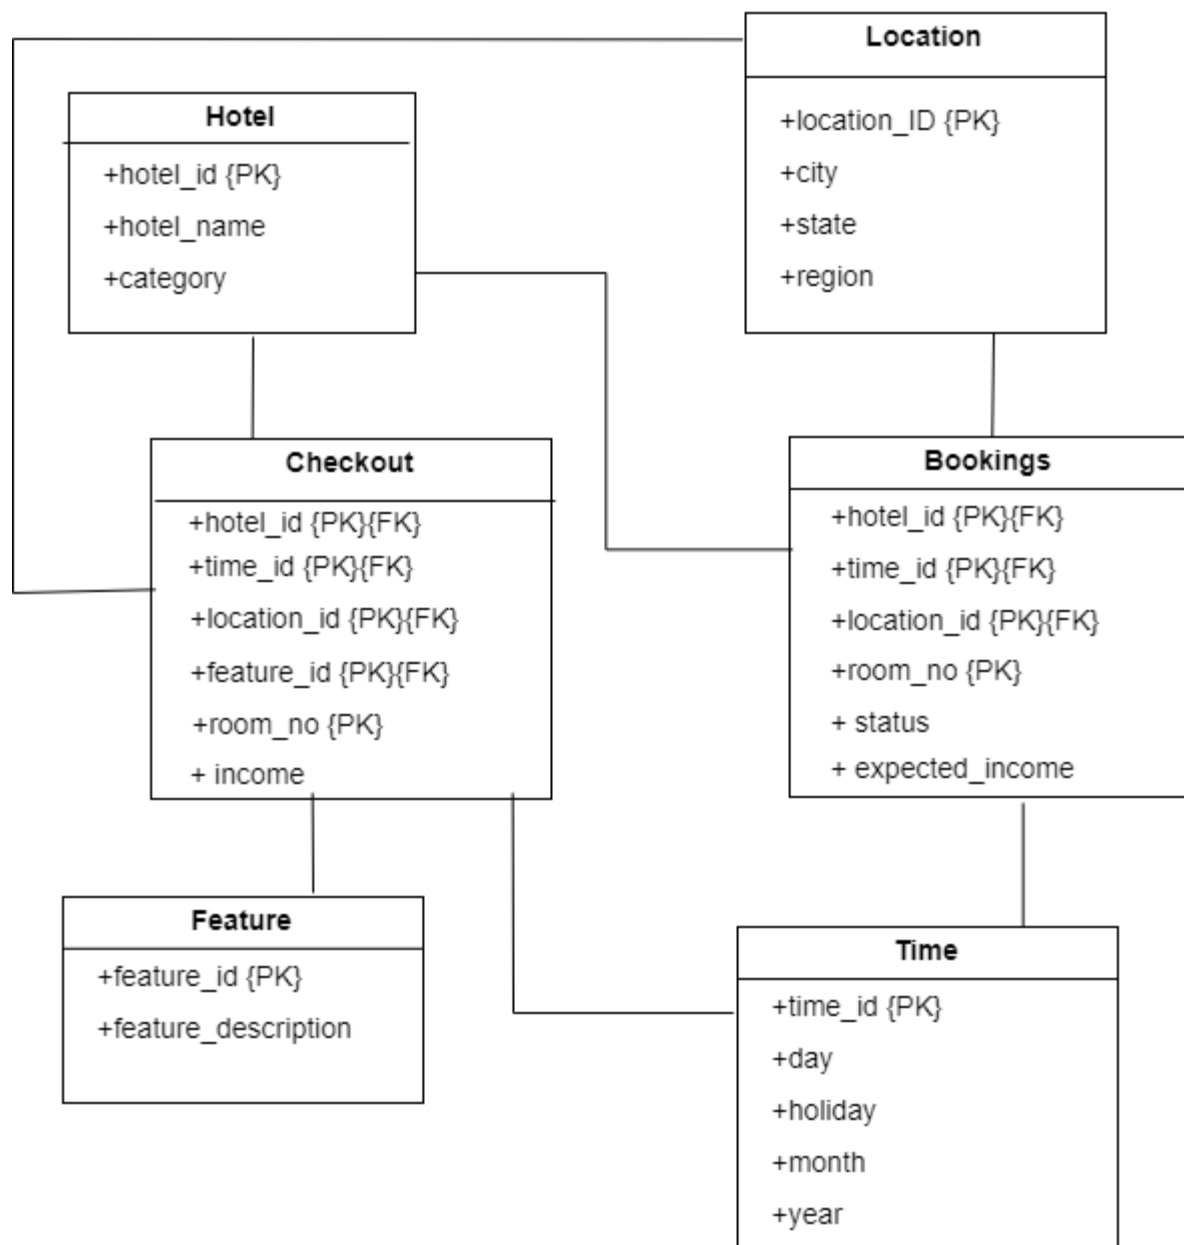 Location
+location_ID {PK}
+city
+state
+region
Hotel
+hotel_id {PK}
+hotel_name
+category
Checkout
+hotel_id {PK}{FK}
+time_id {PK}{FK}
+location_id {PK}{FK}
+feature_id {PK}{FK}
+room_no {PK}
+ income
Bookings
+hotel_id {PK}{FK}
+time_id {PK}{FK}
+location_id {PK}{FK}
+room_no {PK}
+ status
+ expected_income
Feature
+feature_id {PK}
+feature_description
Time
+time_id {PK}
+day
+holiday
+month
+year